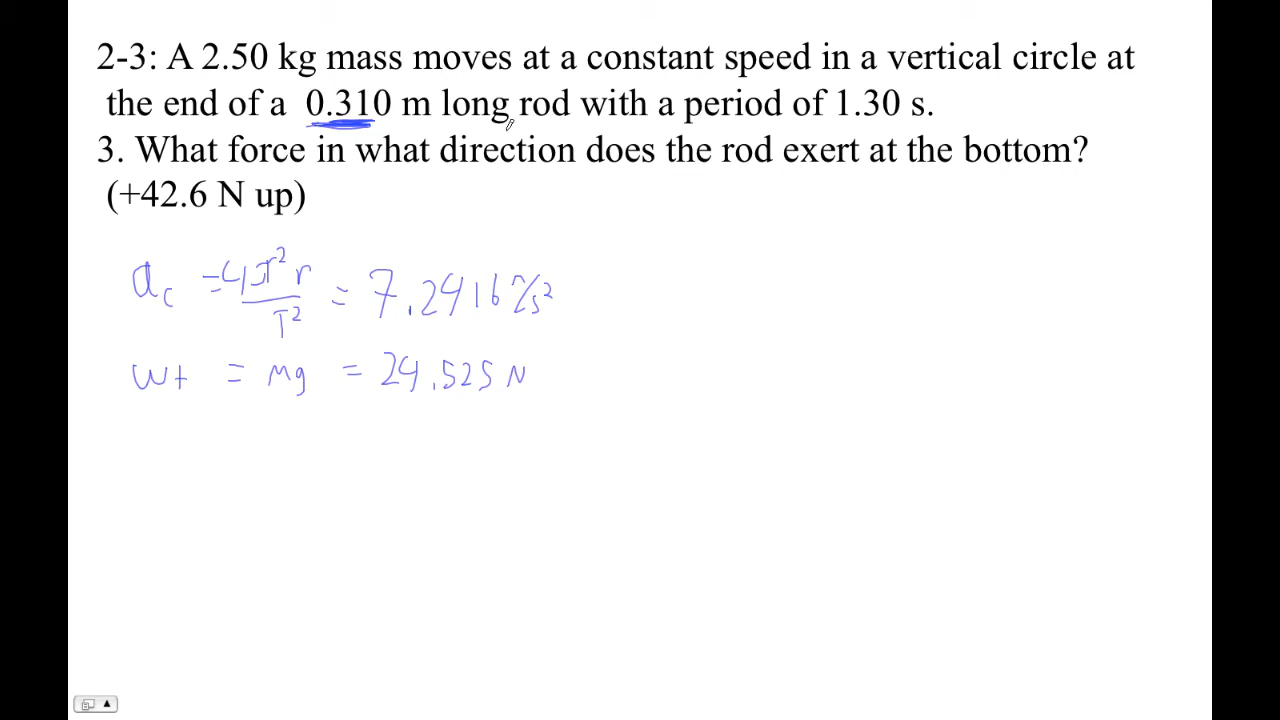 2-3: A 2.50 kg mass moves at a constant speed in a vertical circle at
the end of a 0.310 m long rod with a period of 1.30 s.
3. What force in what direction does the rod exert at the bottom?
(+42.6 N up)
a_c = 4π²r / T² = 7.2416 m/s²
wt = mg = 24.525 N